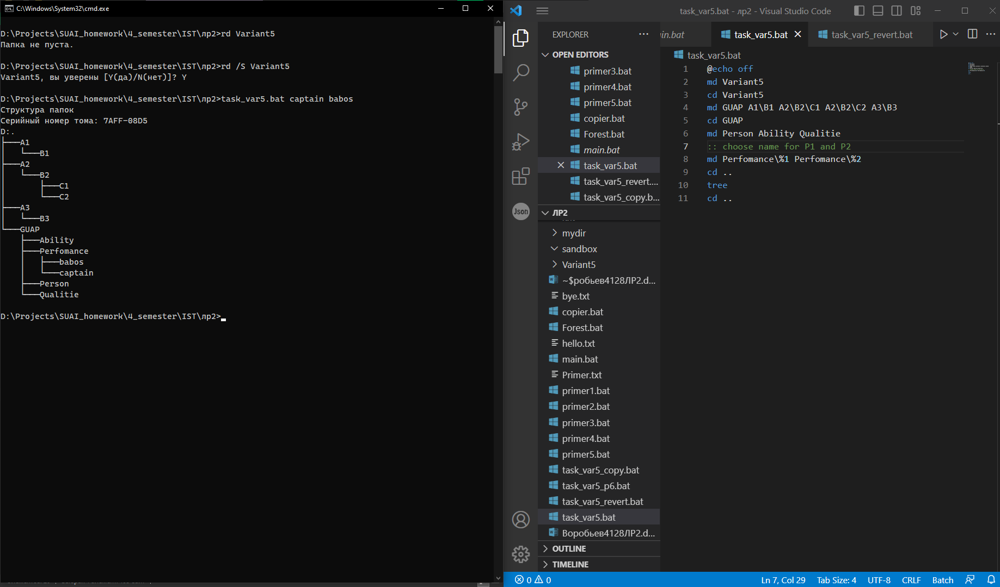 C:\Windows\System32\cmd.exe
D:\Projects\SUAI_homework\4_semester\IST\лр2>rd Variant5
Папка не пуста.
D:\Projects\SUAI_homework\4_semester\IST\лр2>rd /S Variant5
Variant5, вы уверены [Y(да)/N(нет)]? Y
D:\Projects\SUAI_homework\4_semester\IST\лр2>task_var5.bat captain babos
Структура папок
Серийный номер тома: 7AFF-08D5
D:.
├───A1
│   └───B1
├───A2
│   └───B2
│       ├───C1
│       └───C2
├───A3
│   └───B3
└───GUAP
    ├───Ability
    ├───Perfomance
    │   ├───babos
    │   └───captain
    ├───Person
    └───Qualitie
D:\Projects\SUAI_homework\4_semester\IST\лр2>
task_var5.bat - лр2 - Visual Studio Code
EXPLORER
OPEN EDITORS
primer3.bat
primer4.bat
primer5.bat
copier.bat
Forest.bat
main.bat
task_var5.bat
task_var5_revert....
task_var5_copy.b...
Json
ЛР2
mydir
sandbox
Variant5
~$робьев4128ЛР2.d...
bye.txt
copier.bat
Forest.bat
hello.txt
main.bat
Primer.txt
primer1.bat
primer2.bat
primer3.bat
primer4.bat
primer5.bat
task_var5_copy.bat
task_var5_p6.bat
task_var5_revert.bat
task_var5.bat
Воробьев4128ЛР2.d...
OUTLINE
TIMELINE
in.bat
task_var5.bat
task_var5_revert.bat
task_var5.bat
1 @echo off
2 md Variant5
3 cd Variant5
4 md GUAP A1\B1 A2\B2\C1 A2\B2\C2 A3\B3
5 cd GUAP
6 md Person Ability Qualitie
7 :: choose name for P1 and P2
8 md Perfomance\%1 Perfomance\%2
9 cd ..
10 tree
11 cd ..
0 0
Ln 7, Col 29
Tab Size: 4
UTF-8
CRLF
Batch